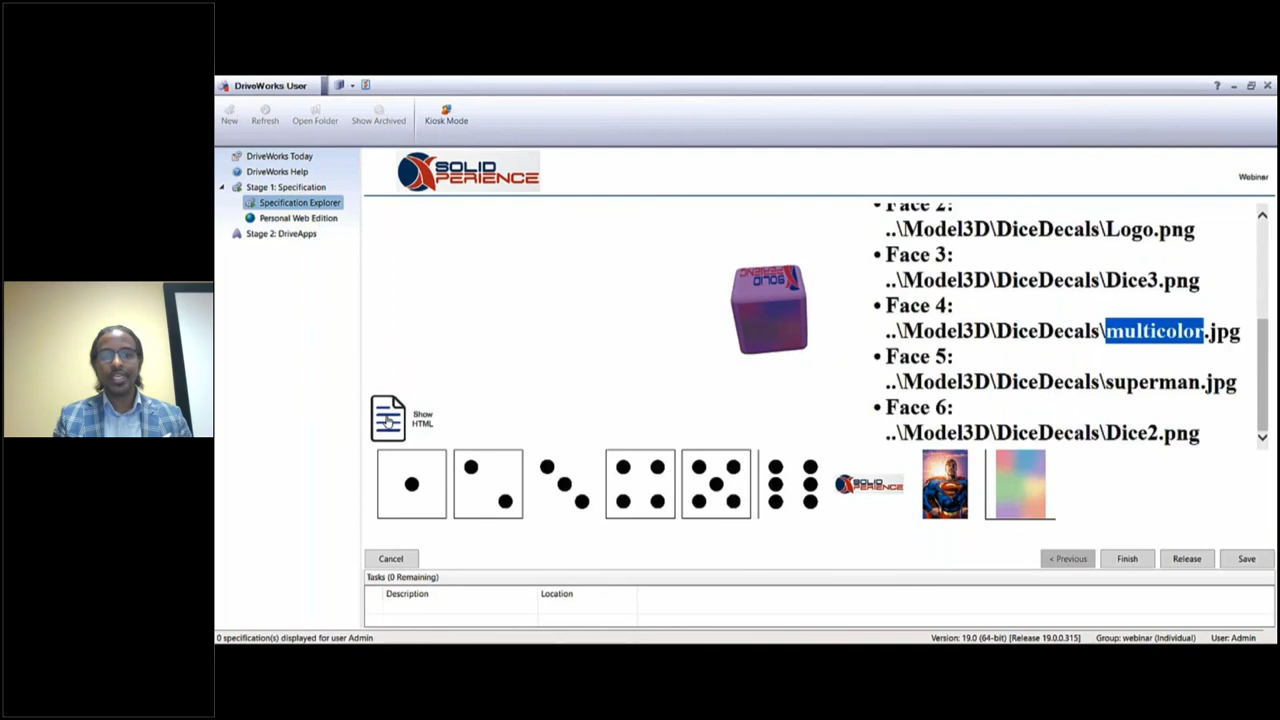 DriveWorks User
New
Refresh
Open Folder
Show Archived
Kiosk Mode
DriveWorks Today
DriveWorks Help
Stage 1: Specification
Specification Explorer
Personal Web Edition
Stage 2: DriveApps
SOLID
XPERIENCE
Webinar
• Face 2:
..\Model3D\DiceDecals\Logo.png
• Face 3:
..\Model3D\DiceDecals\Dice3.png
• Face 4:
..\Model3D\DiceDecals\multicolor.jpg
• Face 5:
..\Model3D\DiceDecals\superman.jpg
• Face 6:
..\Model3D\DiceDecals\Dice2.png
SOLID
XPERIENCE
Show
HTML
SOLID
XPERIENCE
Cancel
< Previous
Finish
Release
Save
Tasks (0 Remaining)
Description
Location
0 specification(s) displayed for user Admin
Version: 19.0 (64-bit) [Release 19.0.0.315]
Group: webinar (Individual)
User: Admin